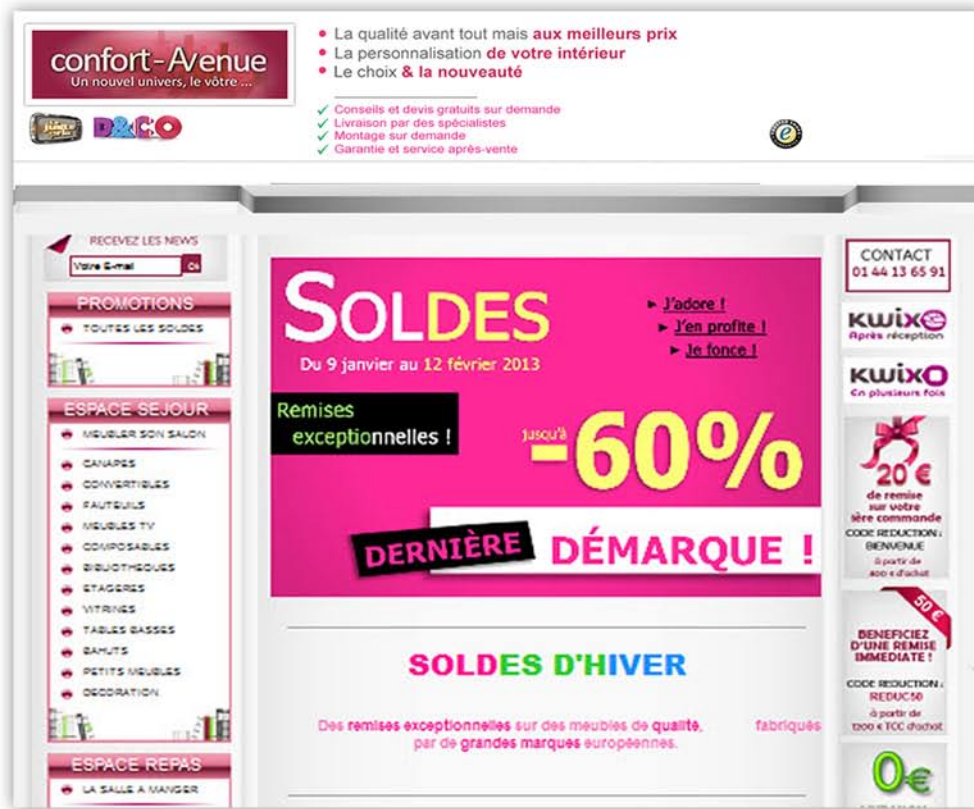 confort-Avenue
Un nouvel univers, le vôtre ...
D&CO
La qualité avant tout mais aux meilleurs prix
La personnalisation de votre intérieur
Le choix & la nouveauté
Conseils et devis gratuits sur demande
Livraison par des spécialistes
Montage sur demande
Garantie et service après-vente
RECEVEZ LES NEWS
Votre E-mail
Ok
PROMOTIONS
TOUTES LES SOLDES
ESPACE SEJOUR
MEUBLER SON SALON
CANAPES
CONVERTIBLES
FAUTEUILS
MEUBLES TV
COMPOSABLES
BIBLIOTHEQUES
ETAGERES
VITRINES
TABLES BASSES
BAHUTS
PETITS MEUBLES
DECORATION
ESPACE REPAS
LA SALLE A MANGER
SOLDES
Du 9 janvier au 12 février 2013
► J'adore !
► J'en profite !
► Je fonce !
Remises
exceptionnelles !
jusqu'à
-60%
DERNIÈRE DÉMARQUE !
SOLDES D'HIVER
Des remises exceptionnelles sur des meubles de qualité, fabriqués
par de grandes marques européennes.
CONTACT
01 44 13 65 91
KWIXO
Après réception
KWIXO
En plusieurs fois
20 €
de remise
sur votre
1ère commande
CODE REDUCTION :
BIENVENUE
à partir de
400 € d'achat
50 €
BENEFICIEZ
D'UNE REMISE
IMMEDIATE !
CODE REDUCTION :
REDUC50
à partir de
1200 € TCC d'achat
0€